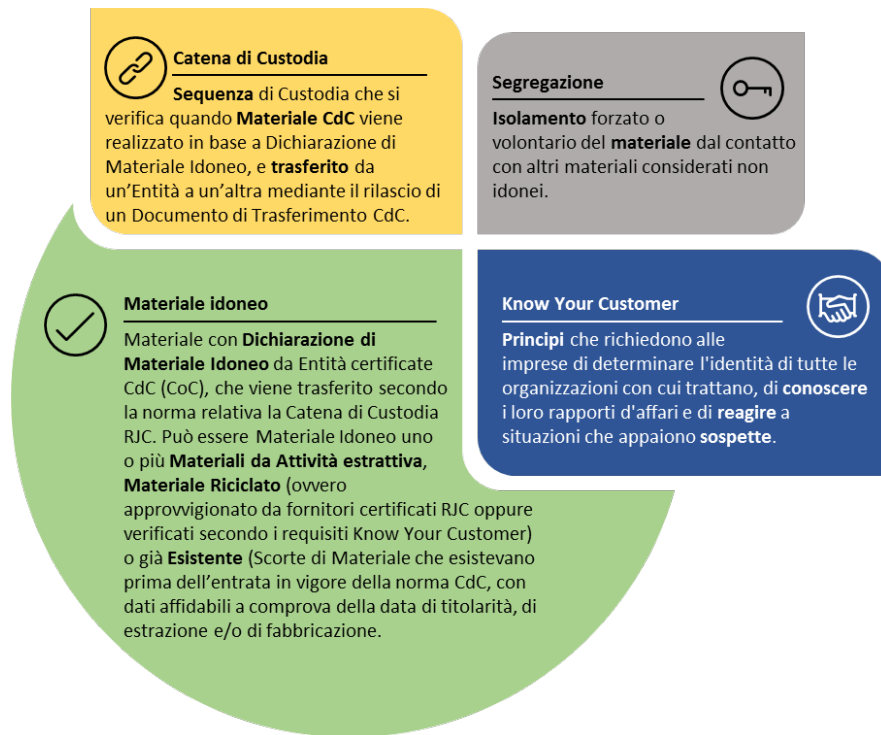 Catena di Custodia
Sequenza di Custodia che si
verifica quando Materiale CdC viene
realizzato in base a Dichiarazione di
Materiale Idoneo, e trasferito da
un'Entità a un'altra mediante il rilascio di
un Documento di Trasferimento CdC.
Segregazione
Isolamento forzato o
volontario del materiale dal contatto
con altri materiali considerati non
idonei.
Materiale idoneo
Materiale con Dichiarazione di
Materiale Idoneo da Entità certificate
CdC (CoC), che viene trasferito secondo
la norma relativa la Catena di Custodia
RJC. Può essere Materiale Idoneo uno
o più Materiali da Attività estrattiva,
Materiale Riciclato (ovvero
approvvigionato da fornitori certificati RJC oppure
verificati secondo i requisiti Know Your Customer)
o già Esistente (Scorte di Materiale che esistevano
prima dell'entrata in vigore della norma CdC, con
dati affidabili a comprova della data di titolarità, di
estrazione e/o di fabbricazione.
Know Your Customer
Principi che richiedono alle
imprese di determinare l'identità di tutte le
organizzazioni con cui trattano, di conoscere
i loro rapporti d'affari e di reagire a
situazioni che appaiono sospette.